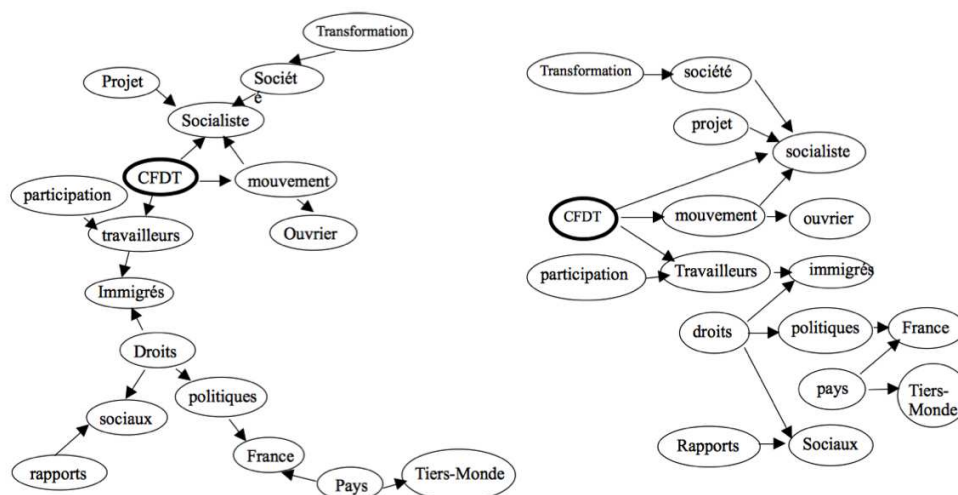 Transformation
Projet
Sociét
é
Socialiste
CFDT
mouvement
participation
travailleurs
Ouvrier
Immigrés
Droits
politiques
sociaux
France
rapports
Pays
Tiers-Monde
Transformation
société
projet
socialiste
CFDT
mouvement
ouvrier
participation
Travailleurs
immigrés
droits
politiques
France
pays
Tiers-
Monde
Rapports
Sociaux